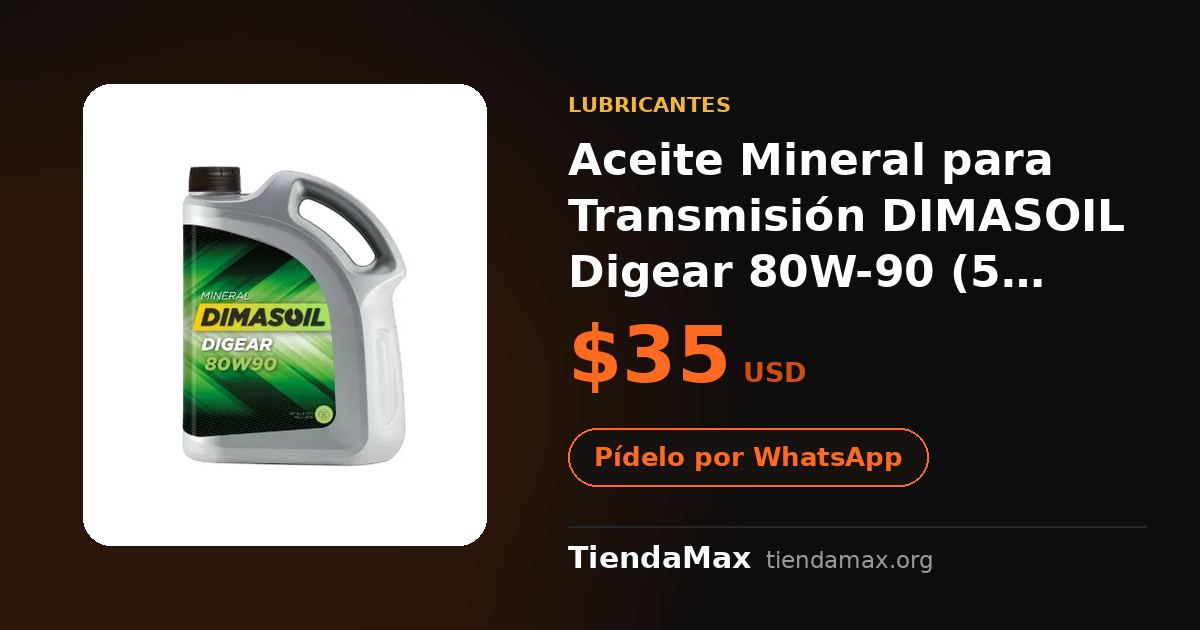 MINERAL
DIMASOIL
DIGEAR
80W90
LUBRICANTES
Aceite Mineral para
Transmisión DIMASOIL
Digear 80W-90 (5…
$35 USD
Pídelo por WhatsApp
TiendaMax tiendamax.org